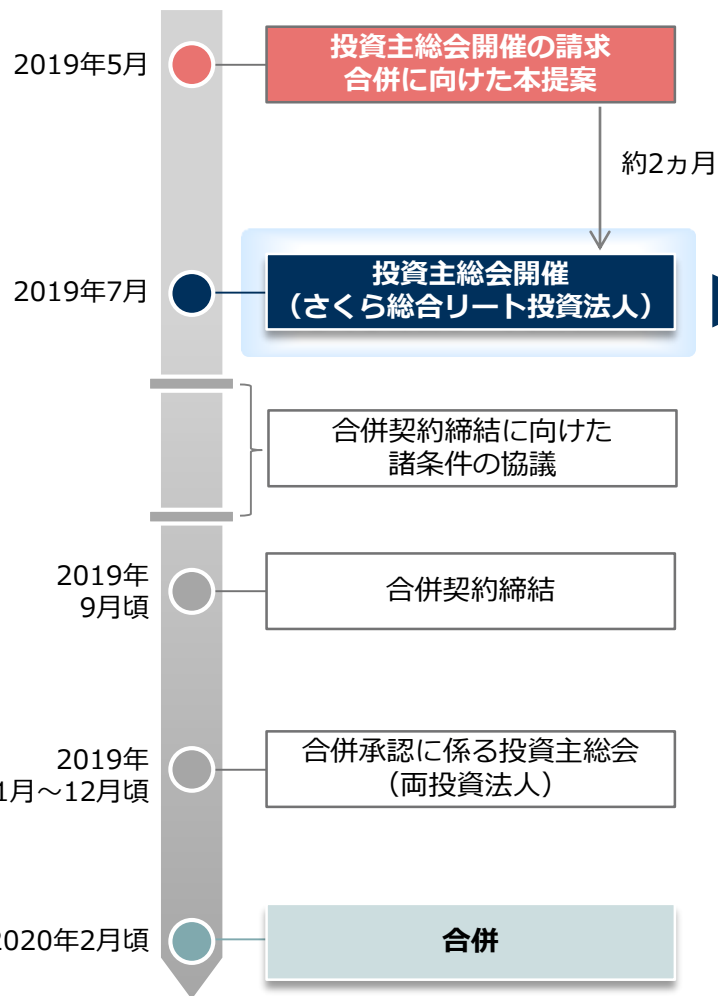 2019年5月
投資主総会開催の請求
合併に向けた本提案
約2ヵ月
2019年7月
投資主総会開催
（さくら総合リート投資法人）
合併契約締結に向けた
諸条件の協議
2019年
9月頃
合併契約締結
2019年
1月～12月頃
合併承認に係る投資主総会
（両投資法人）
2020年2月頃
合併